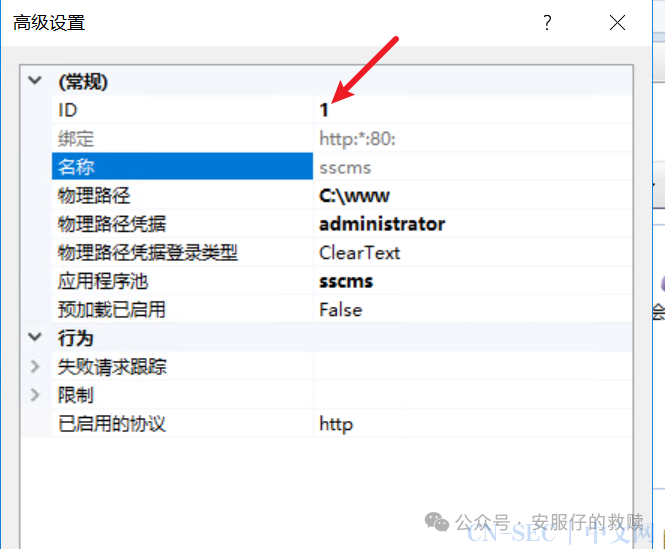 高级设置 ?
(常规)
ID 1
绑定 http:*:80:
名称 sscms
物理路径 C:\www
物理路径凭据 administrator
物理路径凭据登录类型 ClearText
应用程序池 sscms
预加载已启用 False
行为
失败请求跟踪
限制
已启用的协议 http
会
公众号 · 安服仔的救赎
CN-SEC 中文网